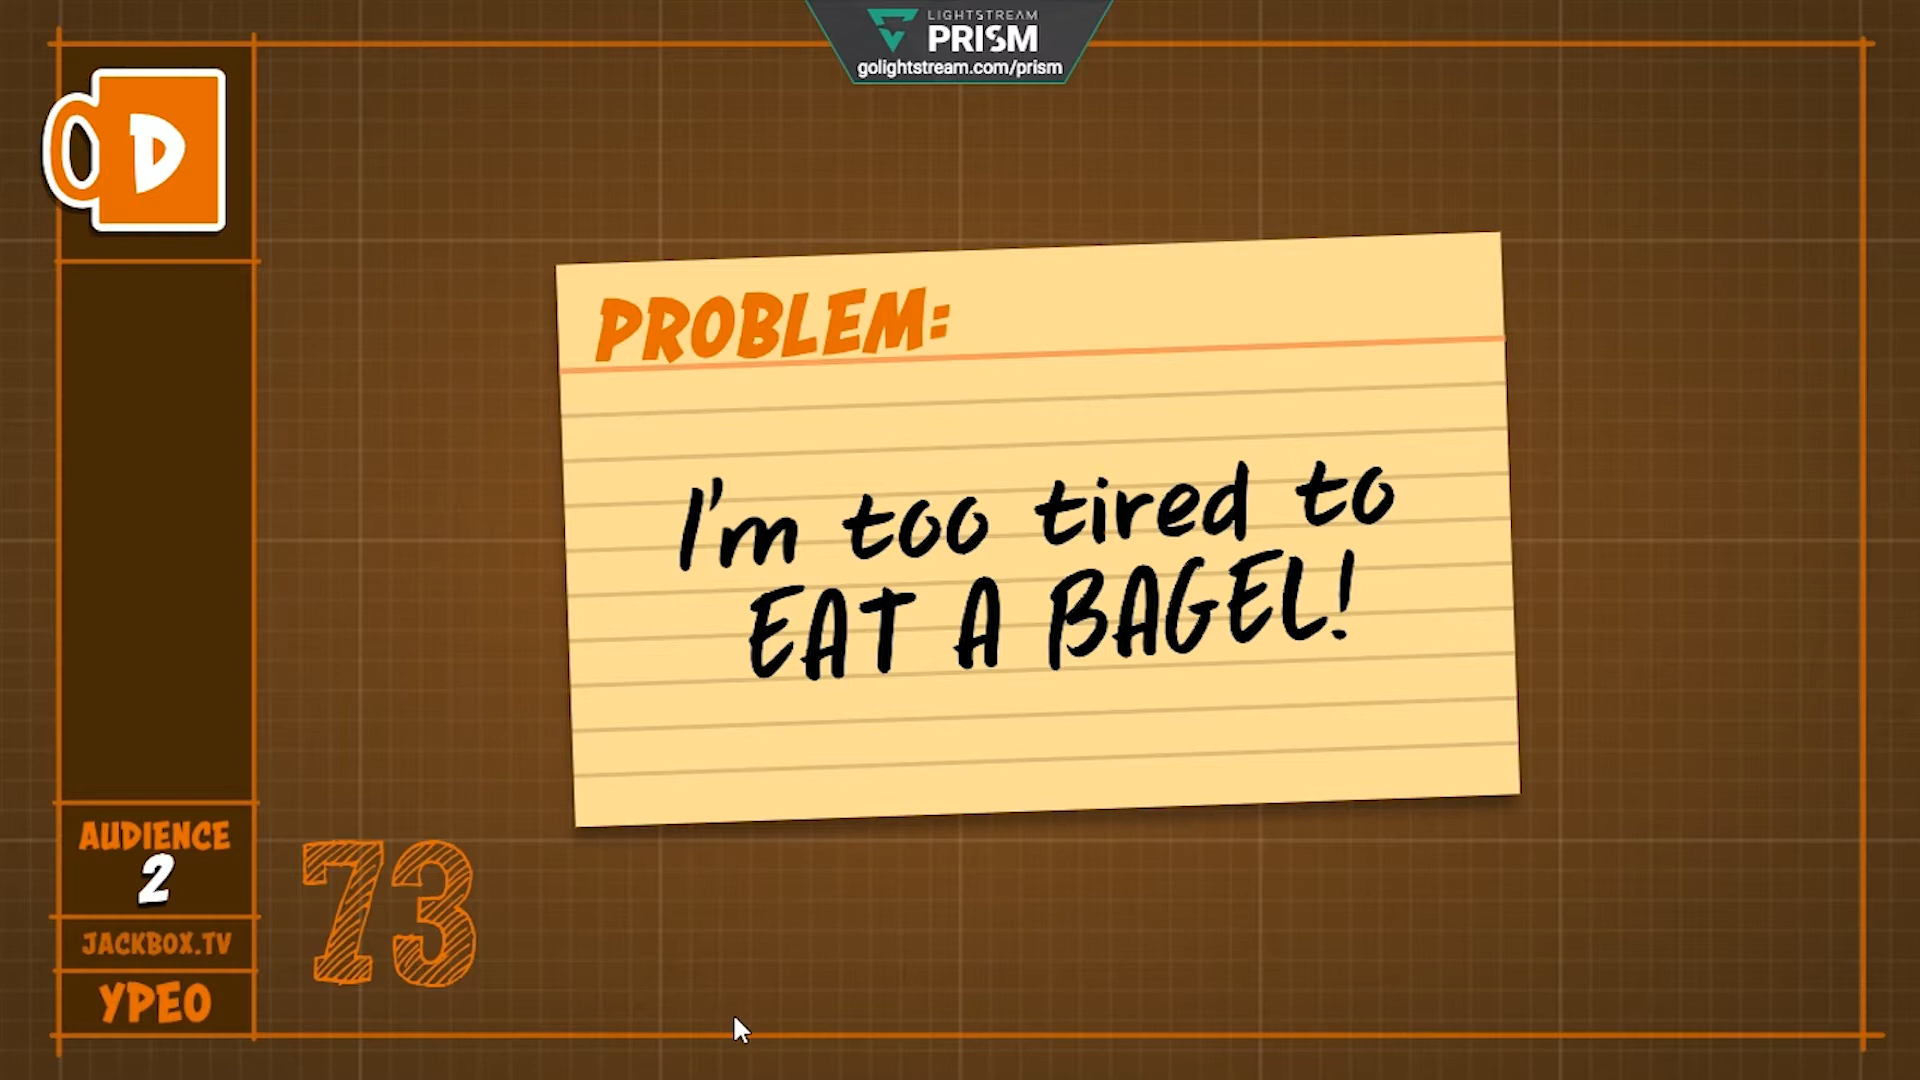 LIGHTSTREAM
PRISM
golightstream.com/prism
D
PROBLEM:
I'm too tired to
EAT A BAGEL!
AUDIENCE
2
73
JACKBOX.TV
YPEO